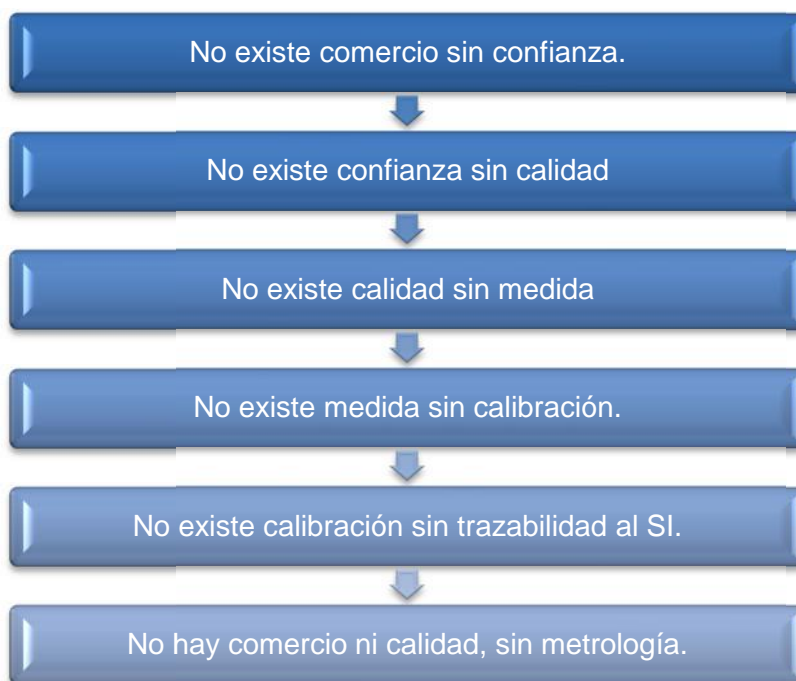 No existe comercio sin confianza.
No existe confianza sin calidad
No existe calidad sin medida
No existe medida sin calibración.
No existe calibración sin trazabilidad al SI.
No hay comercio ni calidad, sin metrología.